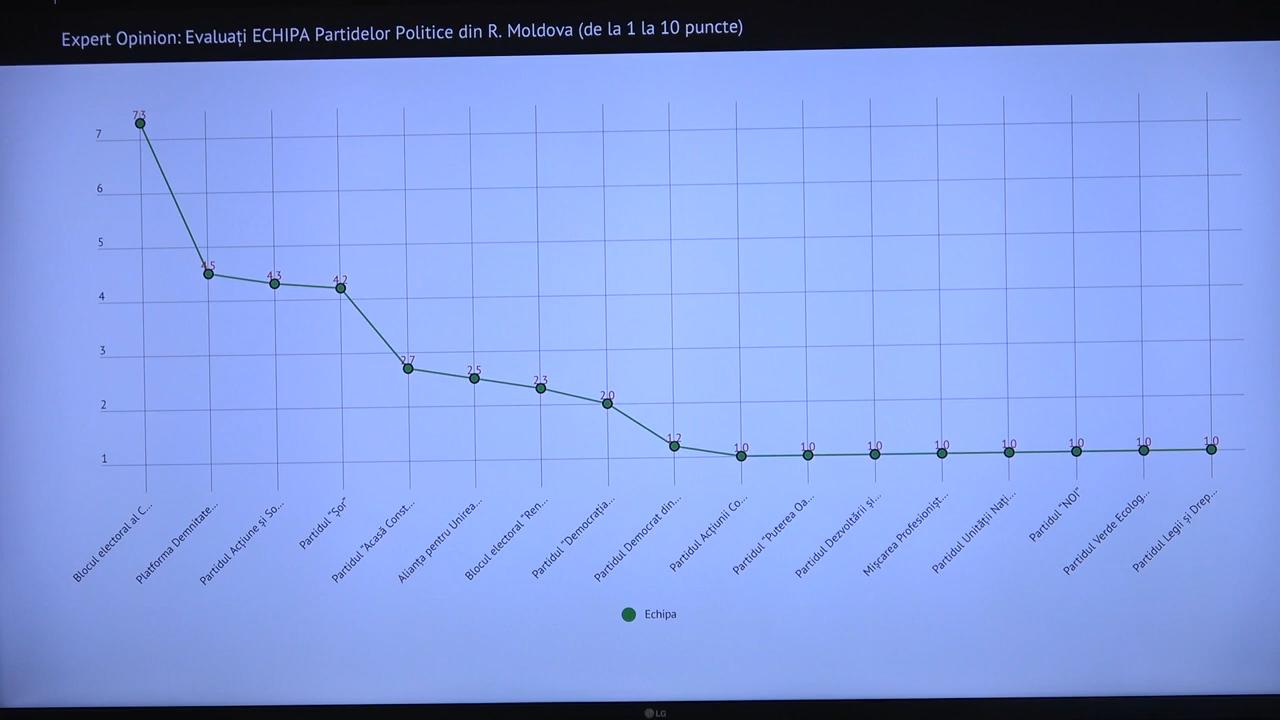 Expert Opinion: Evaluați ECHIPA Partidelor Politice din R. Moldova (de la 1 la 10 puncte)
7
6
5
4
3
2
1
7.3
4.5
4.3
4.2
2.7
2.5
2.3
2.0
1.2
1.0
1.0
1.0
1.0
1.0
1.0
1.0
1.0
Blocul electoral al C...
Platforma Demnitate...
Partidul Acțiune și So...
Partidul "Șor"
Partidul "Acasă Const...
Alianța pentru Unirea...
Blocul electoral "Ren...
Partidul "Democrația...
Partidul Democrat din...
Partidul Acțiunii Co...
Partidul "Puterea Oa...
Partidul Dezvoltării și...
Mișcarea Profesionișt...
Partidul Unității Nați...
Partidul "NOI"
Partidul Verde Ecolog...
Partidul Legii și Drep...
Echipa
LG